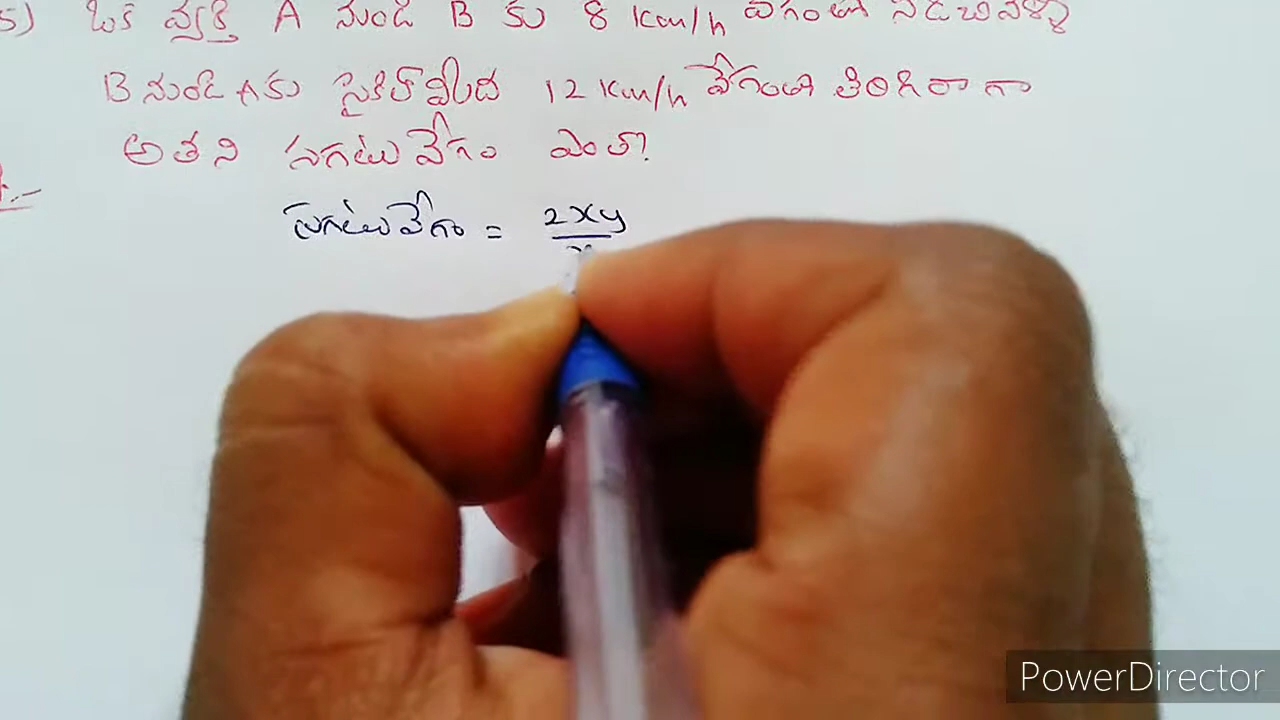 5) ఒక వ్యక్తి A నుండి B కు 8 Km/h వేగంతో నడచివెళ్ళి
B నుండి A కు సైకిల్ మీద 12 Km/h వేగంతో తిరిగిరాగా
అతని సగటు వేగం ఎంత?
సగటు వేగం = 2xy / x
PowerDirector